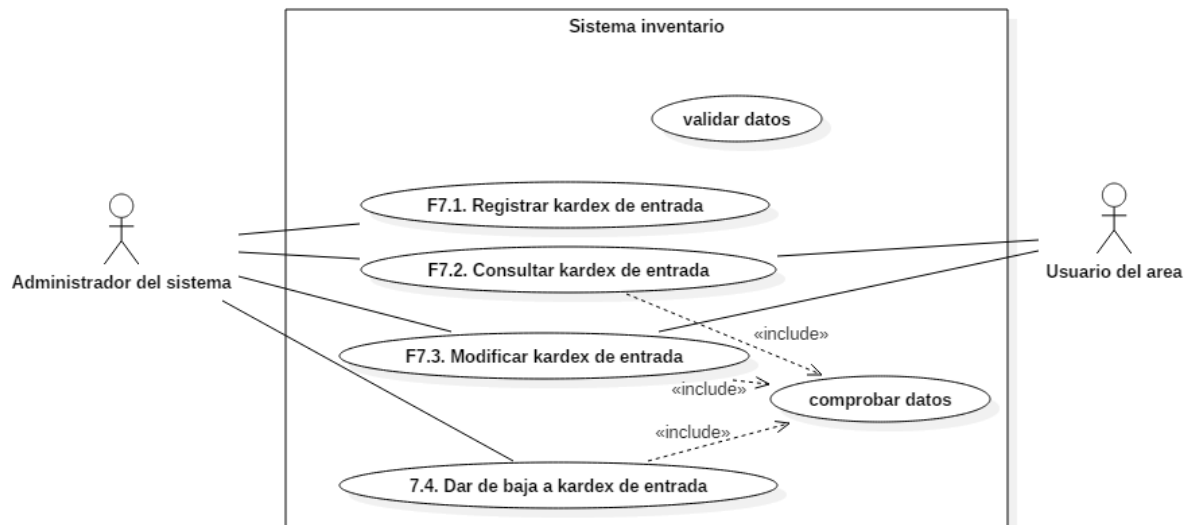 Sistema inventario
validar datos
F7.1. Registrar kardex de entrada
F7.2. Consultar kardex de entrada
Administrador del sistema
Usuario del area
«include»
F7.3. Modificar kardex de entrada
«include»
comprobar datos
«include»
7.4. Dar de baja a kardex de entrada